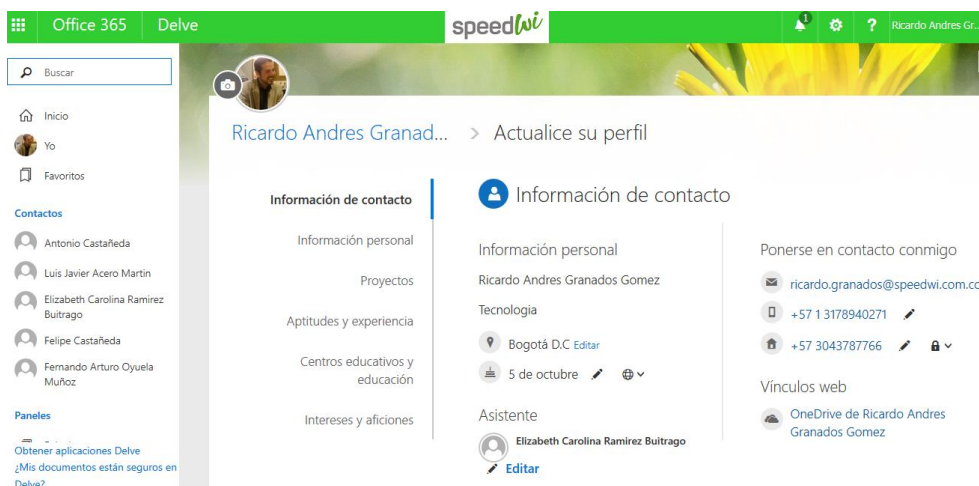 Office 365
Delve
speedwi
1
?
Ricardo Andres Gr...
Buscar
Inicio
Yo
Favoritos
Contactos
Antonio Castañeda
Luis Javier Acero Martin
Elizabeth Carolina Ramirez
Buitrago
Felipe Castañeda
Fernando Arturo Oyuela
Muñoz
Paneles
Obtener aplicaciones Delve
¿Mis documentos están seguros en
Delve?
Ricardo Andres Granad... > Actualice su perfil
Información de contacto
Información personal
Proyectos
Aptitudes y experiencia
Centros educativos y
educación
Intereses y aficiones
Información de contacto
Información personal
Ricardo Andres Granados Gomez
Tecnologia
Bogotá D.C Editar
5 de octubre
Asistente
Elizabeth Carolina Ramirez Buitrago
Editar
Ponerse en contacto conmigo
ricardo.granados@speedwi.com.co
+57 1 3178940271
+57 3043787766
Vínculos web
OneDrive de Ricardo Andres
Granados Gomez